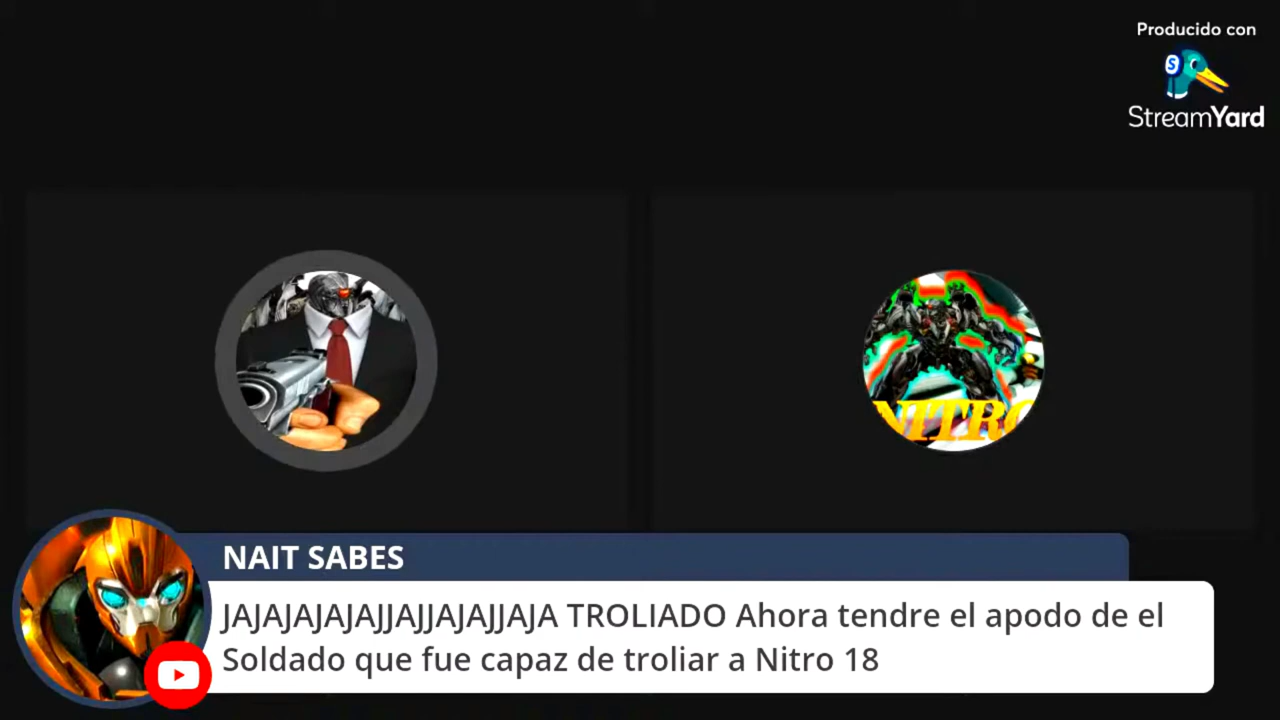 Producido con
S
StreamYard
NITRO
NAIT SABES
JAJAJAJAJAJJAJJAJAJJAJA TROLIADO Ahora tendre el apodo de el
Soldado que fue capaz de troliar a Nitro 18